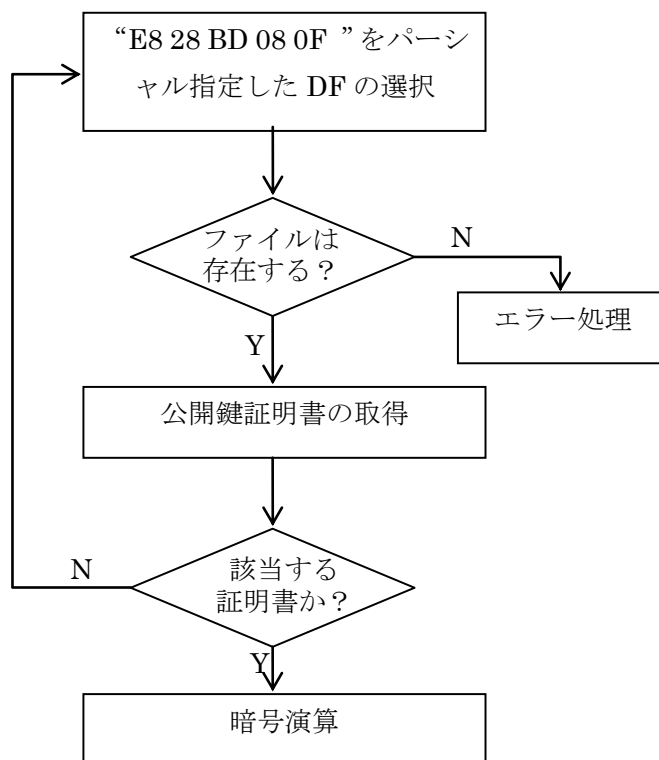 “E8 28 BD 08 0F ”をパーシ
ャル指定した DF の選択
ファイルは
存在する？
N
エラー処理
Y
公開鍵証明書の取得
N
該当する
証明書か？
Y
暗号演算